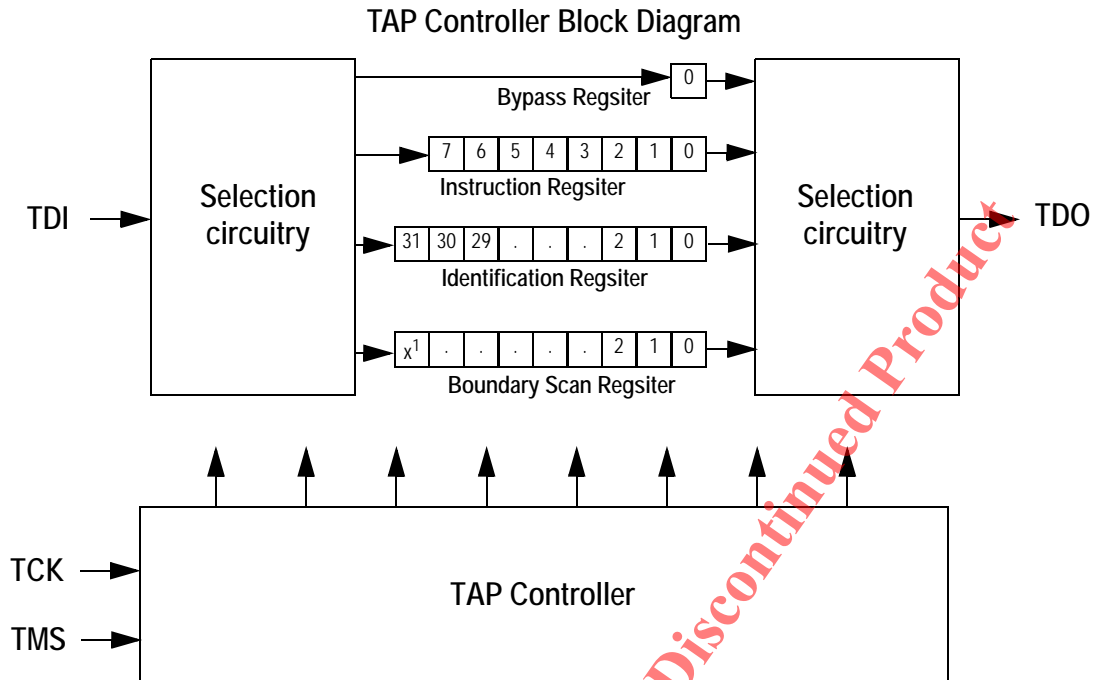 TAP Controller Block Diagram
0
Bypass Regsiter
7 6 5 4 3 2 1 0
Instruction Regsiter
Selection
circuitry
Selection
circuitry
TDI
TDO
31 30 29 . . . 2 1 0
Identification Regsiter
x1 . . . . . 2 1 0
Boundary Scan Regsiter
TCK
TAP Controller
TMS
Discontinued Product